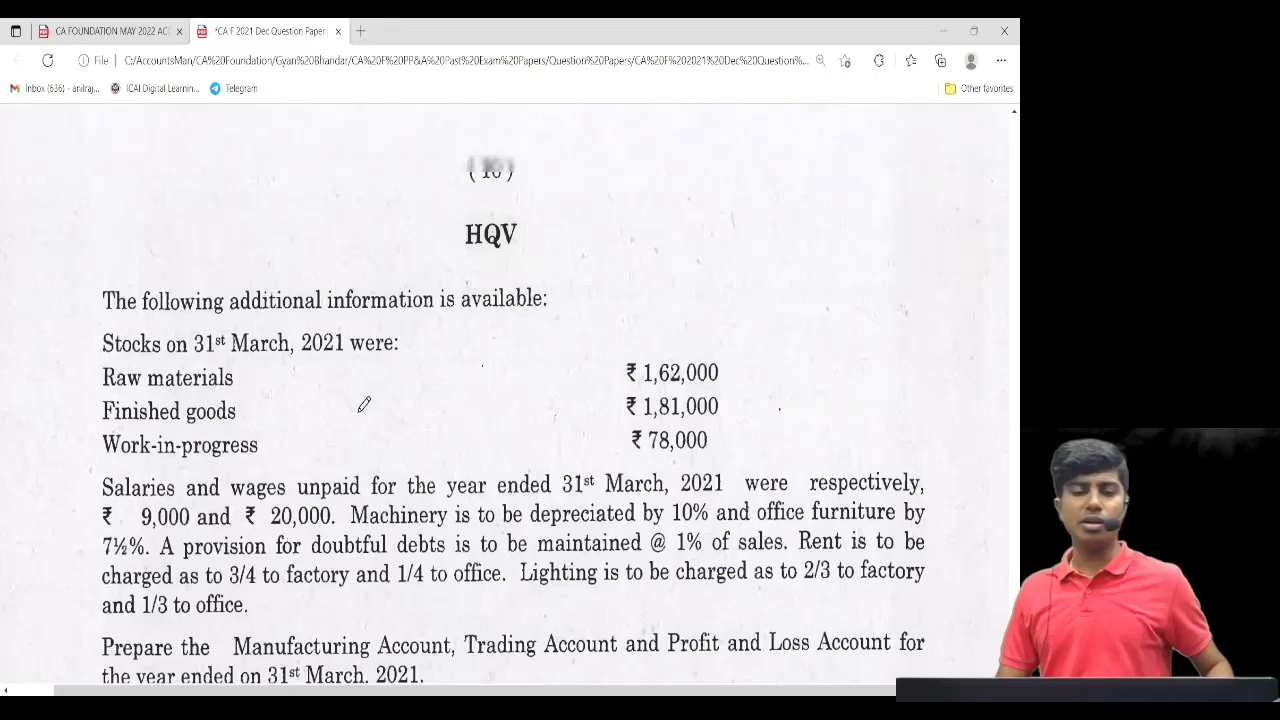 CA FOUNDATION MAY 2022 ACC
*CA F 2021 Dec Question Paper
File
C:/AccountsMan/CA%20Foundation/Gyan%20Bhandar/CA%20F%20PP&A%20Past%20Exam%20Papers/Question%20Papers/CA%20F%202021%20Dec%20Question%...
Inbox (636) - anilraj...
ICAI Digital Learnin...
Telegram
Other favorites
HQV
The following additional information is available:
Stocks on 31st March, 2021 were:
Raw materials ₹ 1,62,000
Finished goods ₹ 1,81,000
Work-in-progress ₹ 78,000
Salaries and wages unpaid for the year ended 31st March, 2021 were respectively,
₹ 9,000 and ₹ 20,000. Machinery is to be depreciated by 10% and office furniture by
7½%. A provision for doubtful debts is to be maintained @ 1% of sales. Rent is to be
charged as to 3/4 to factory and 1/4 to office. Lighting is to be charged as to 2/3 to factory
and 1/3 to office.
Prepare the Manufacturing Account, Trading Account and Profit and Loss Account for
the year ended on 31st March, 2021.